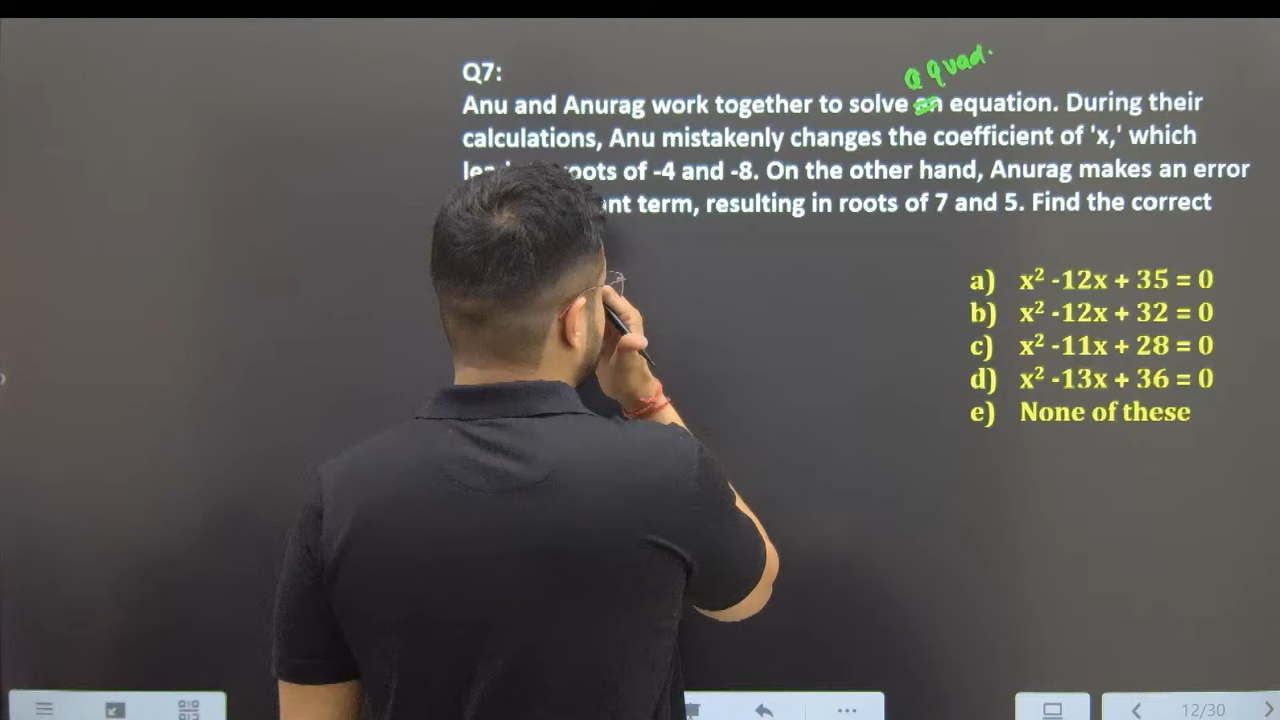 Q7:
a Quad.
Anu and Anurag work together to solve an equation. During their
calculations, Anu mistakenly changes the coefficient of 'x,' which
oots of -4 and -8. On the other hand, Anurag makes an error
term, resulting in roots of 7 and 5. Find the correct
a) x² -12x + 35 = 0
b) x² -12x + 32 = 0
c) x² -11x + 28 = 0
d) x² -13x + 36 = 0
e) None of these
12/30